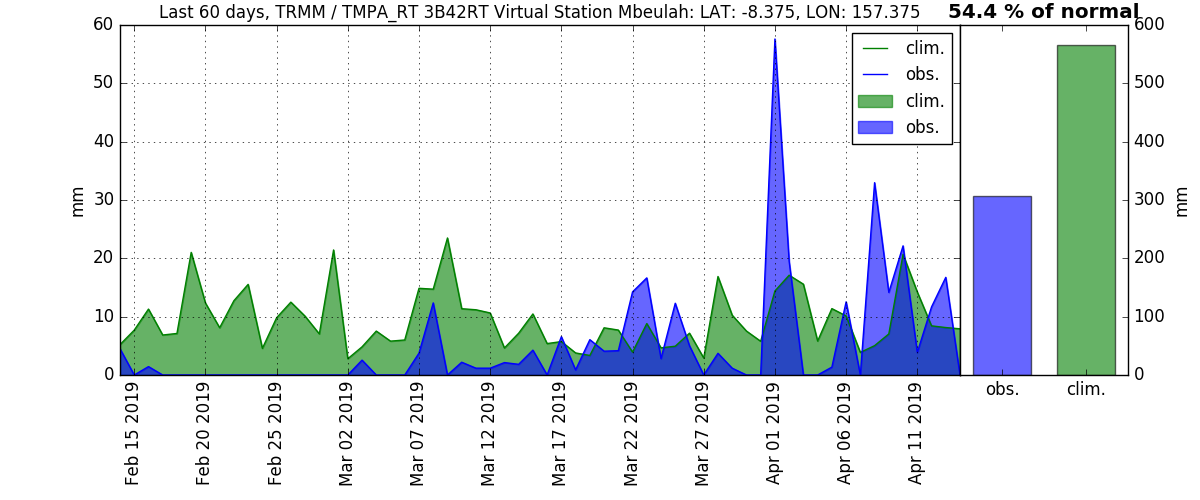 Last 60 days, TRMM / TMPA_RT 3B42RT Virtual Station Mbeulah: LAT: -8.375, LON: 157.375
54.4 % of normal
60
50
40
30
20
10
0
mm
clim.
obs.
clim.
obs.
600
500
400
300
200
100
0
mm
Feb 15 2019
Feb 20 2019
Feb 25 2019
Mar 02 2019
Mar 07 2019
Mar 12 2019
Mar 17 2019
Mar 22 2019
Mar 27 2019
Apr 01 2019
Apr 06 2019
Apr 11 2019
obs.
clim.